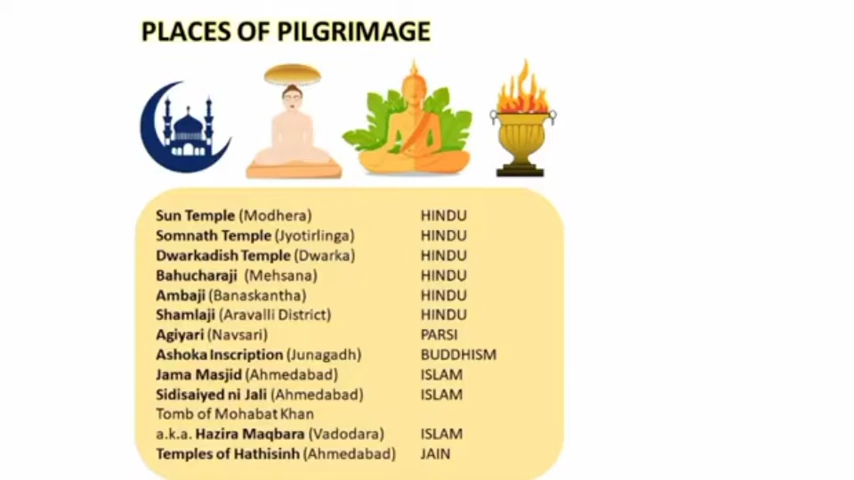 PLACES OF PILGRIMAGE
Sun Temple (Modhera) HINDU
Somnath Temple (Jyotirlinga) HINDU
Dwarkadish Temple (Dwarka) HINDU
Bahucharaji (Mehsana) HINDU
Ambaji (Banaskantha) HINDU
Shamlaji (Aravalli District) HINDU
Agiyari (Navsari) PARSI
Ashoka Inscription (Junagadh) BUDDHISM
Jama Masjid (Ahmedabad) ISLAM
Sidisaiyed ni Jali (Ahmedabad) ISLAM
Tomb of Mohabat Khan
a.k.a. Hazira Maqbara (Vadodara) ISLAM
Temples of Hathisinh (Ahmedabad) JAIN